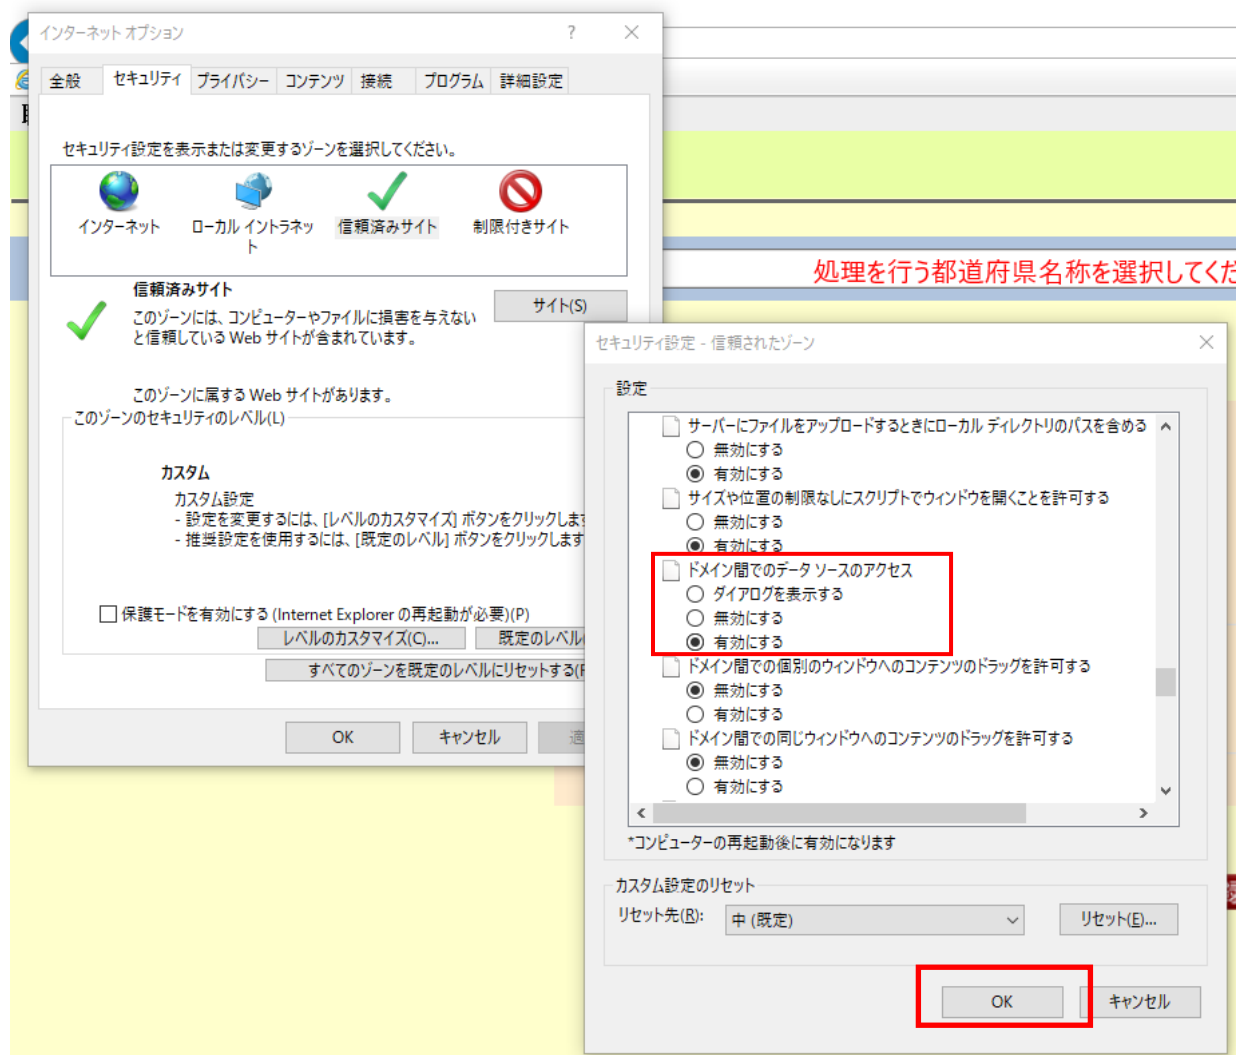 インターネット オプション
?
全般
セキュリティ
プライバシー
コンテンツ
接続
プログラム
詳細設定
セキュリティ設定を表示または変更するゾーンを選択してください。
インターネット
ローカル イントラネッ
ト
信頼済みサイト
制限付きサイト
処理を行う都道府県名称を選択してくだ
信頼済みサイト
サイト(S)
このゾーンには、コンピューターやファイルに損害を与えない
と信頼している Web サイトが含まれています。
このゾーンに属する Web サイトがあります。
このゾーンのセキュリティのレベル(L)
カスタム
カスタム設定
- 設定を変更するには、[レベルのカスタマイズ] ボタンをクリックしま
- 推奨設定を使用するには、[既定のレベル] ボタンをクリックします
保護モードを有効にする (Internet Explorer の再起動が必要)(P)
レベルのカスタマイズ(C)...
既定のレベル
すべてのゾーンを既定のレベルにリセットする(
OK
キャンセル
適
セキュリティ設定 - 信頼されたゾーン
設定
サーバーにファイルをアップロードするときにローカル ディレクトリのパスを含める
無効にする
有効にする
サイズや位置の制限なしにスクリプトでウィンドウを開くことを許可する
無効にする
有効にする
ドメイン間でのデータ ソースのアクセス
ダイアログを表示する
無効にする
有効にする
ドメイン間での個別のウィンドウへのコンテンツのドラッグを許可する
無効にする
有効にする
ドメイン間での同じウィンドウへのコンテンツのドラッグを許可する
無効にする
有効にする
*コンピューターの再起動後に有効になります
カスタム設定のリセット
リセット先(R):
中 (既定)
リセット(E)...
OK
キャンセル